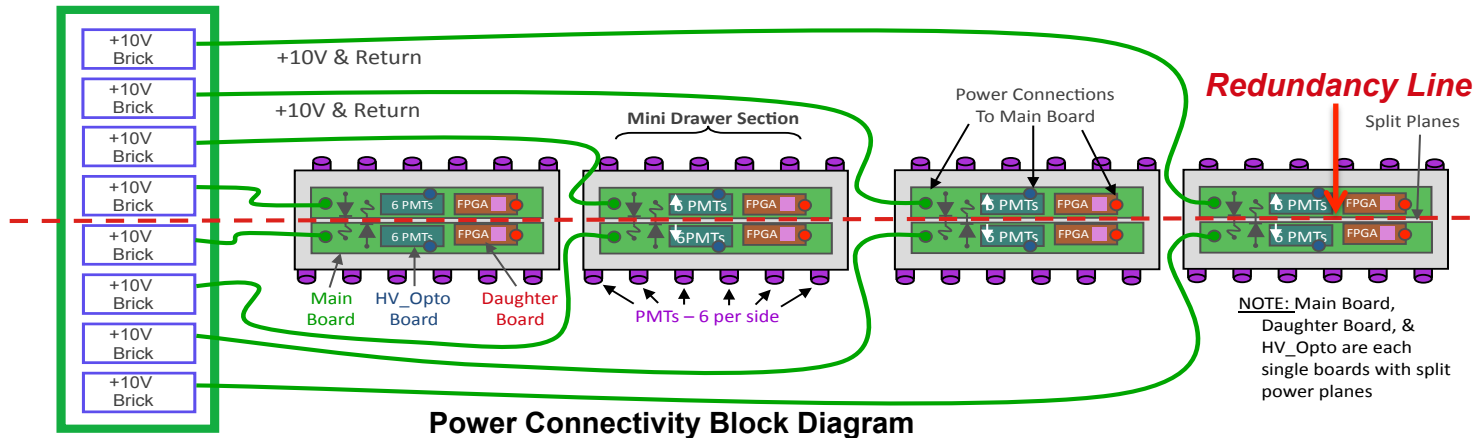 +10V
Brick
+10V
Brick
+10V
Brick
+10V
Brick
+10V
Brick
+10V
Brick
+10V
Brick
+10V
Brick
+10V & Return
+10V & Return
Mini Drawer Section
Power Connections
To Main Board
Redundancy Line
Split Planes
6 PMTs
FPGA
6 PMTs
FPGA
6 PMTs
FPGA
6PMTs
FPGA
6 PMTs
FPGA
6 PMTs
FPGA
6 PMTs
FPGA
6 PMTs
FPGA
Main
Board
HV_Opto
Board
Daughter
Board
PMTs – 6 per side
NOTE: Main Board,
Daughter Board, &
HV_Opto are each
single boards with split
power planes
Power Connectivity Block Diagram